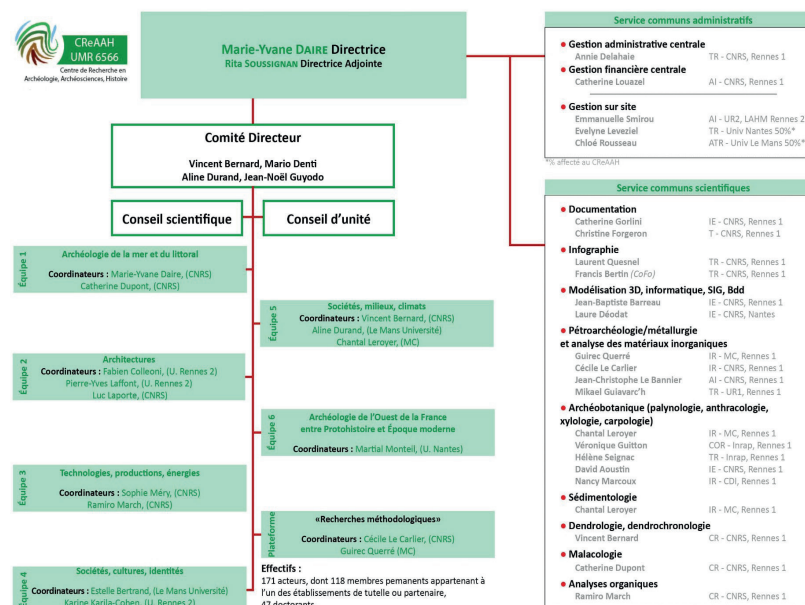 CReAAH
UMR 6566
Centre de Recherche en
Archéologie, Archéosciences, Histoire
Marie-Yvane DAIRE Directrice
Rita SOUSSIGNAN Directrice Adjointe
Comité Directeur
Vincent Bernard, Mario Denti
Aline Durand, Jean-Noël Guyodo
Conseil scientifique
Conseil d'unité
Équipe 1
Archéologie de la mer et du littoral
Coordinateurs : Marie-Yvane Daire, (CNRS)
Catherine Dupont, (CNRS)
Équipe 5
Sociétés, milieux, climats
Coordinateurs : Vincent Bernard, (CNRS)
Aline Durand, (Le Mans Université)
Chantal Leroyer, (MC)
Équipe 2
Architectures
Coordinateurs : Fabien Colleoni, (U. Rennes 2)
Pierre-Yves Laffont, (U. Rennes 2)
Luc Laporte, (CNRS)
Équipe 6
Archéologie de l'Ouest de la France
entre Protohistoire et Époque moderne
Coordinateurs : Martial Monteil, (U. Nantes)
Équipe 3
Technologies, productions, énergies
Coordinateurs : Sophie Méry, (CNRS)
Ramiro March, (CNRS)
Plateforme
«Recherches méthodologiques»
Coordinateurs : Cécile Le Carlier, (CNRS)
Guirec Querré (MC)
Équipe 4
Sociétés, cultures, identités
Coordinateurs : Estelle Bertrand, (Le Mans Université)
Karine Karila-Cohen, (U. Rennes 2)
Effectifs :
171 acteurs, dont 118 membres pemanents appartenant à
l'un des établissements de tutelle ou partenaire,
47 doctorants
Service communs administratifs
• Gestion administrative centrale
Annie Delahaie TR - CNRS, Rennes 1
• Gestion financière centrale
Catherine Louazel AI - CNRS, Rennes 1
• Gestion sur site
Emmanuelle Smirou AI - UR2, LAHM Rennes 2
Evelyne Leveziel TR - Univ Nantes 50%*
Chloé Rousseau ATR - Univ Le Mans 50%*
*% affecté au CReAAH
Service communs scientifiques
• Documentation
Catherine Gorlini IE - CNRS, Rennes 1
Christine Forgeron T - CNRS, Rennes 1
• Infographie
Laurent Quesnel TR - CNRS, Rennes 1
Francis Bertin (CoFo) TR - CNRS, Rennes 1
• Modélisation 3D, informatique, SIG, Bdd
Jean-Baptiste Barreau IE - CNRS, Rennes 1
Laure Déodat IE - CNRS, Nantes
• Pétroarchéologie/métallurgie
et analyse des matériaux inorganiques
Guirec Querré IR - MC, Rennes 1
Cécile Le Carlier IR - CNRS, Rennes 1
Jean-Christophe Le Bannier AI - CNRS, Rennes 1
Mikael Guiavarc'h TR - UR1, Rennes 1
• Archéobotanique (palynologie, anthracologie,
xylologie, carpologie)
Chantal Leroyer IR - MC, Rennes 1
Véronique Guitton COR - Inrap, Rennes 1
Hélène Seignac TR - Inrap, Rennes 1
David Aoustin IE - CNRS, Rennes 1
Nancy Marcoux IR - CDI, Rennes 1
• Sédimentologie
Chantal Leroyer IR - MC, Rennes 1
• Dendrologie, dendrochronologie
Vincent Bernard CR - CNRS, Rennes 1
• Malacologie
Catherine Dupont CR - CNRS, Rennes 1
• Analyses organiques
Ramiro March CR - CNRS, Rennes 1